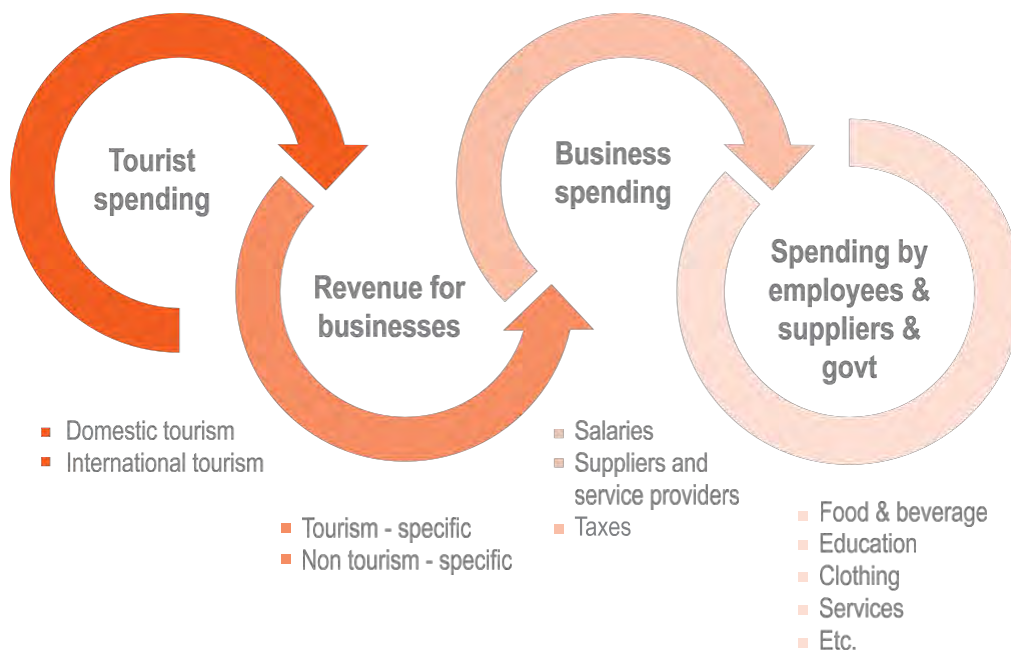 Tourist
spending
Domestic tourism
International tourism
Revenue for
businesses
Tourism - specific
Non tourism - specific
Business
spending
Salaries
Suppliers and
service providers
Taxes
Spending by
employees &
suppliers &
govt
Food & beverage
Education
Clothing
Services
Etc.